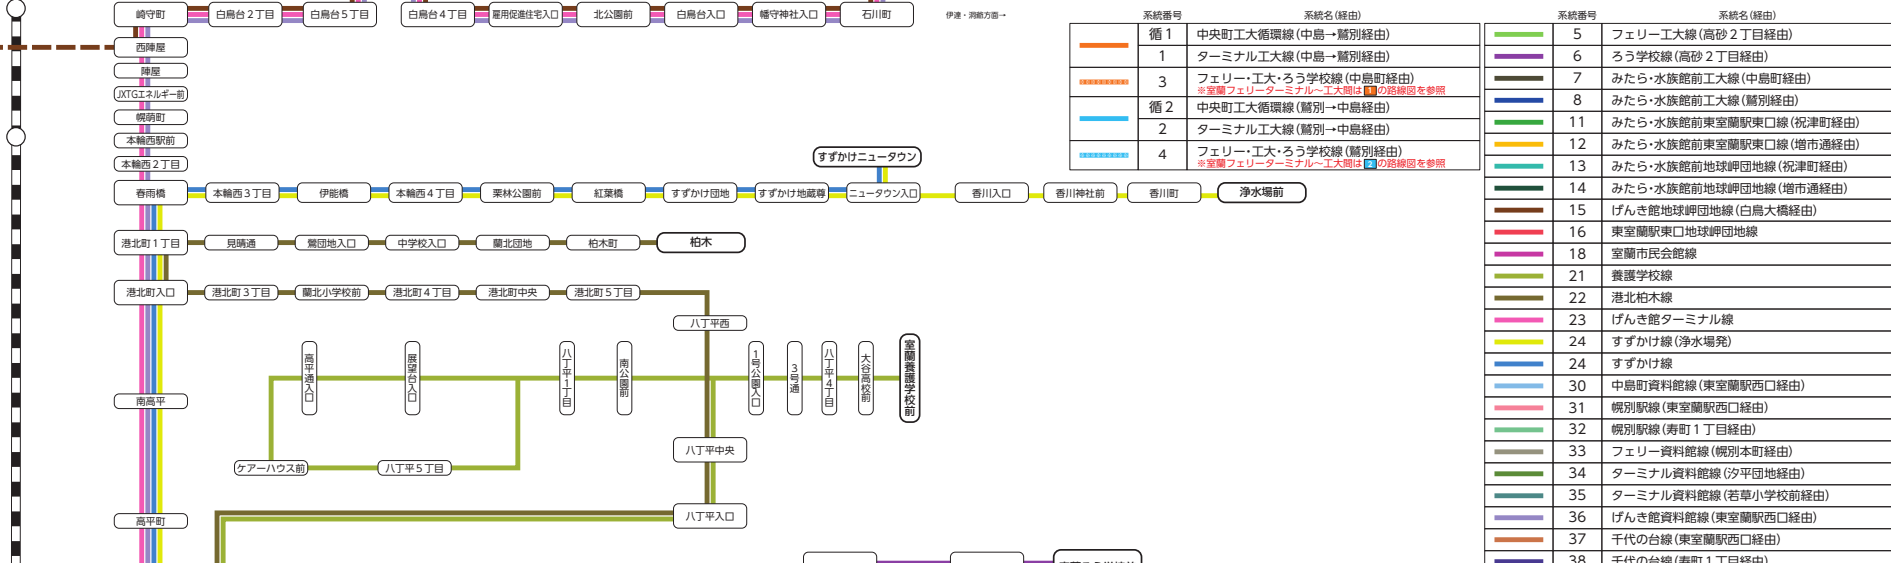 崎守町
白鳥台２丁目
白鳥台５丁目
白鳥台４丁目
雇用促進住宅入口
北公園前
白鳥台入口
幡守神社入口
石川町
伊達・洞爺方面→
西陣屋
陣屋
JXTGエネルギー前
幌萌町
本輪西駅前
本輪西２丁目
すずかけニュータウン
春雨橋
本輪西３丁目
伊能橋
本輪西４丁目
栗林公園前
紅葉橋
すずかけ団地
すずかけ地蔵尊
ニュータウン入口
香川入口
香川神社前
香川町
浄水場前
港北町１丁目
見晴通
鶯団地入口
中学校入口
蘭北団地
柏木町
柏木
港北町入口
港北町３丁目
蘭北小学校前
港北町４丁目
港北町中央
港北町５丁目
八丁平西
高平通入口
展望台入口
八丁平１丁目
南公園前
１号公園入口
３号通
八丁平４丁目
大谷高校前
室蘭養護学校前
南高平
八丁平中央
ケアーハウス前
八丁平５丁目
八丁平入口
高平町
系統番号 系統名（経由）
循１ 中央町工大循環線（中島→鷲別経由）
1 ターミナル工大線（中島→鷲別経由）
3 フェリー・工大・ろう学校線（中島町経由）
※室蘭フェリーターミナル～工大間は1の路線図を参照
循２ 中央町工大循環線（鷲別→中島経由）
2 ターミナル工大線（鷲別→中島経由）
4 フェリー・工大・ろう学校線（鷲別経由）
※室蘭フェリーターミナル～工大間は2の路線図を参照
系統番号 系統名（経由）
5 フェリー工大線（高砂２丁目経由）
6 ろう学校線（高砂２丁目経由）
7 みたら・水族館前工大線（中島町経由）
8 みたら・水族館前工大線（鷲別経由）
11 みたら・水族館前東室蘭駅東口線（祝津町経由）
12 みたら・水族館前東室蘭駅東口線（増市通経由）
13 みたら・水族館前地球岬団地線（祝津町経由）
14 みたら・水族館前地球岬団地線（増市通経由）
15 げんき館地球岬団地線（白鳥大橋経由）
16 東室蘭駅東口地球岬団地線
18 室蘭市民会館線
21 養護学校線
22 港北柏木線
23 げんき館ターミナル線
24 すずかけ線（浄水場発）
24 すずかけ線
30 中島町資料館線（東室蘭駅西口経由）
31 幌別駅線（東室蘭駅西口経由）
32 幌別駅線（寿町１丁目経由）
33 フェリー資料館線（幌別本町経由）
34 ターミナル資料館線（汐平団地経由）
35 ターミナル資料館線（若草小学校前経由）
36 げんき館資料館線（東室蘭駅西口経由）
37 千代の台線（東室蘭駅西口経由）
38 千代の台線（寿町１丁目経由）